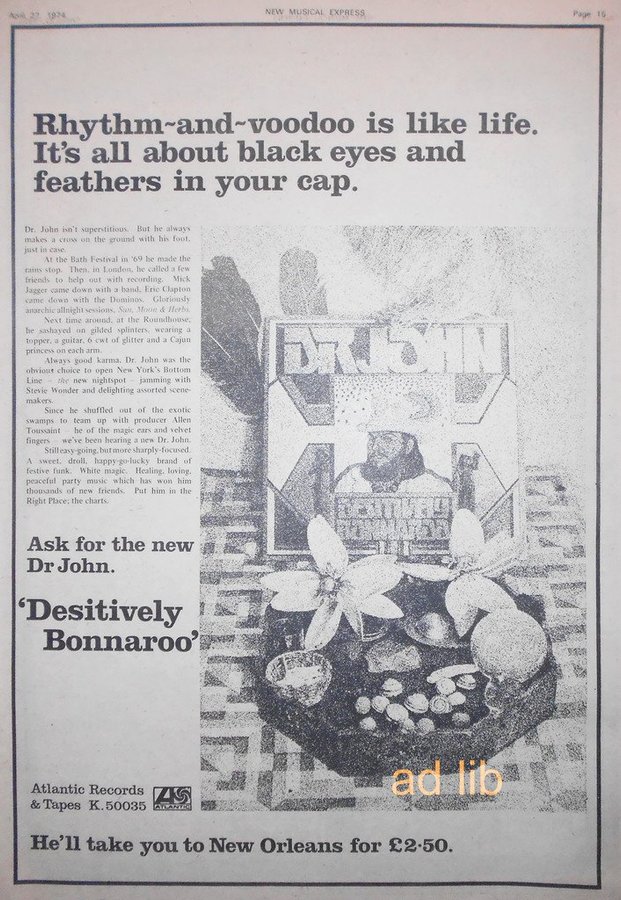 April 27, 1974
NEW MUSICAL EXPRESS
Page 15
Rhythm~and~voodoo is like life.
It's all about black eyes and
feathers in your cap.
Dr. John isn't superstitious. But he always
makes a cross on the ground with his foot,
just in case.
At the Bath Festival in '69 he made the
rains stop. Then, in London, he called a few
friends to help out with recording. Mick
Jagger came down with a band, Eric Clapton
came down with the Dominos. Gloriously
anarchic allnight sessions, Sun, Moon & Herbs.
Next time around, at the Roundhouse,
he sashayed on gilded splinters, wearing a
topper, a guitar, 6 cwt of glitter and a Cajun
princess on each arm.
Always good karma, Dr. John was the
obvious choice to open New York's Bottom
Line – the new nightspot – jamming with
Stevie Wonder and delighting assorted scene-
makers.
Since he shuffled out of the exotic
swamps to team up with producer Allen
Toussaint – he of the magic ears and velvet
fingers – we've been hearing a new Dr. John.
Still easy-going, but more sharply-focused.
A sweet, droll, happy-go-lucky brand of
festive funk. White magic. Healing, loving,
peaceful party music which has won him
thousands of new friends. Put him in the
Right Place; the charts.
DR. JOHN
DESITIVELY
BONNAROO
Ask for the new
Dr John.
'Desitively
Bonnaroo'
Atlantic Records
& Tapes K.50035
ATLANTIC
ad lib
He'll take you to New Orleans for £2·50.